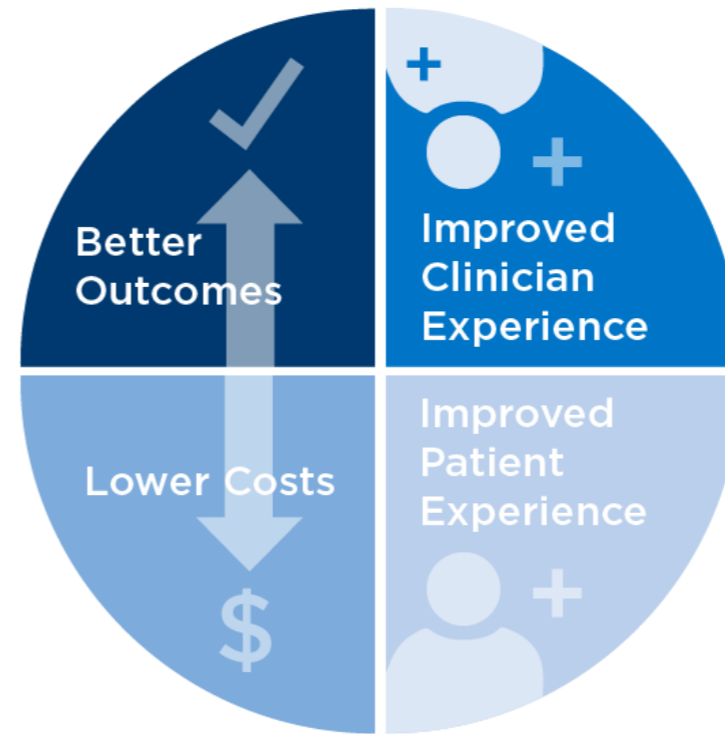 Better
Outcomes
Improved
Clinician
Experience
Lower Costs
$
Improved
Patient
Experience